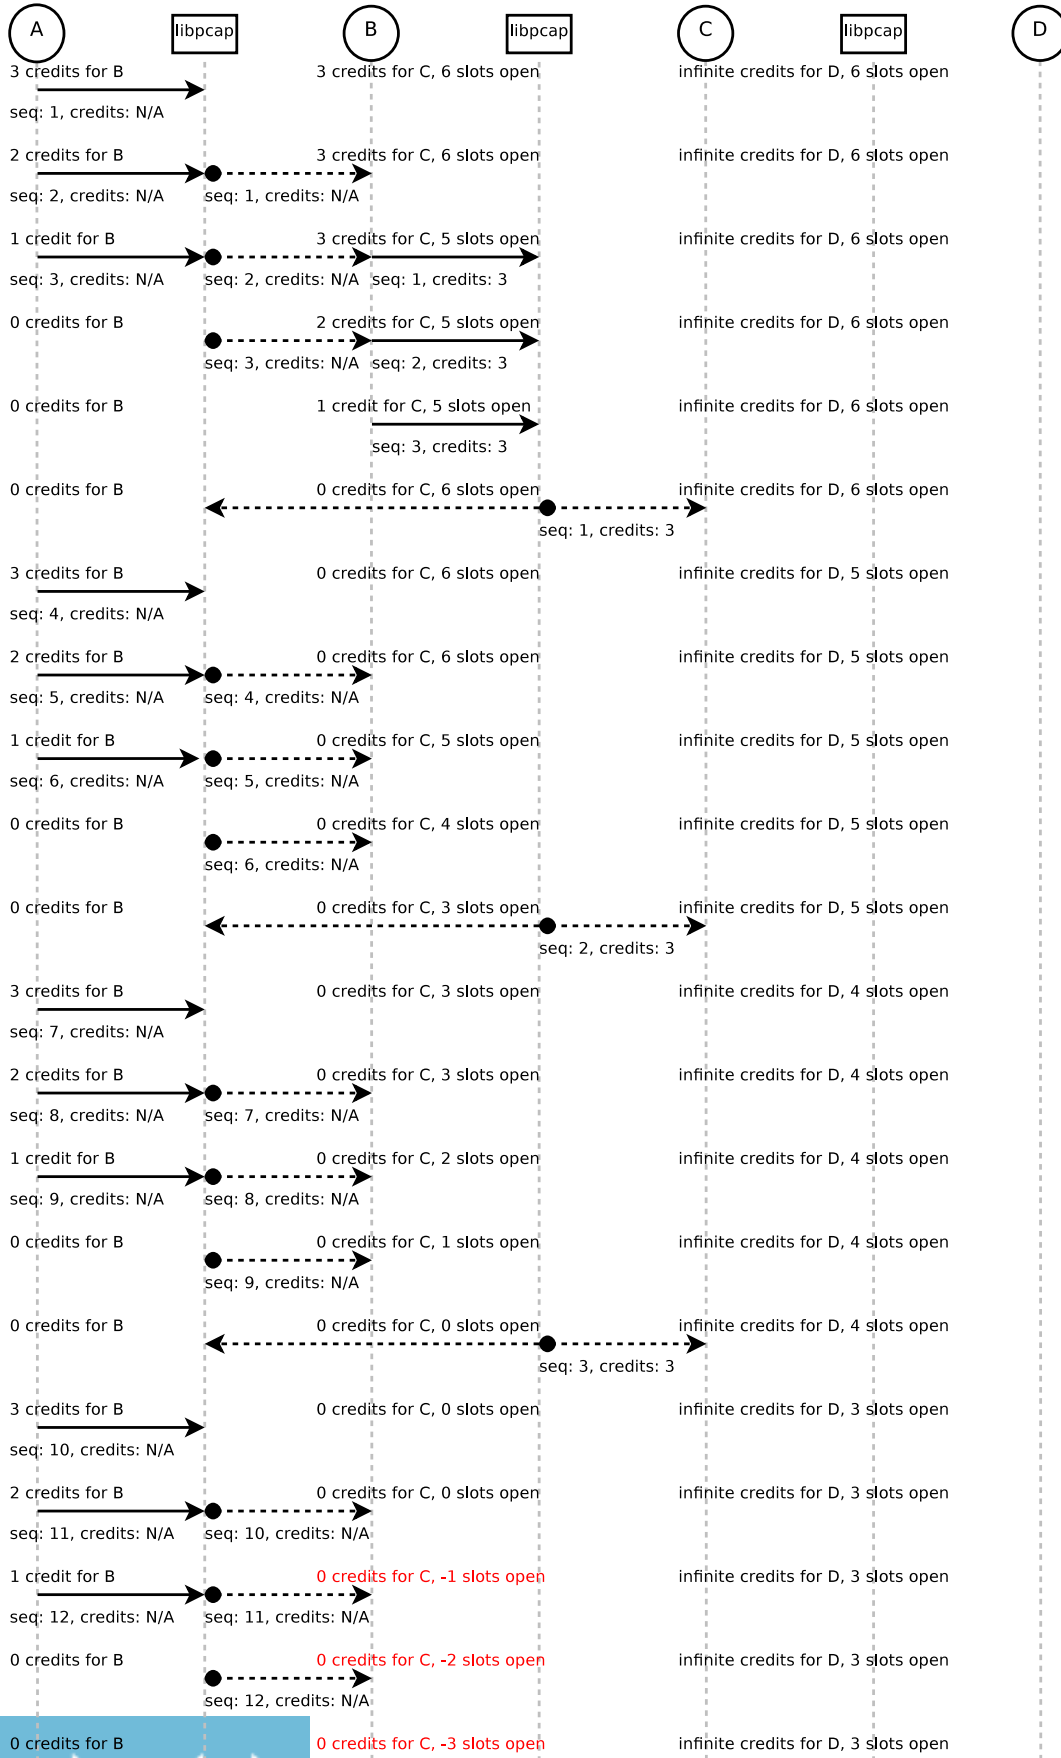 A libpcap B libpcap C libpcap D
3 credits for B 3 credits for C, 6 slots open infinite credits for D, 6 slots open
seq: 1, credits: N/A
2 credits for B 3 credits for C, 6 slots open infinite credits for D, 6 slots open
seq: 2, credits: N/A seq: 1, credits: N/A
1 credit for B 3 credits for C, 5 slots open infinite credits for D, 6 slots open
seq: 3, credits: N/A seq: 2, credits: N/A seq: 1, credits: 3
0 credits for B 2 credits for C, 5 slots open infinite credits for D, 6 slots open
seq: 3, credits: N/A seq: 2, credits: 3
0 credits for B 1 credit for C, 5 slots open infinite credits for D, 6 slots open
seq: 3, credits: 3
0 credits for B 0 credits for C, 6 slots open infinite credits for D, 6 slots open
seq: 1, credits: 3
3 credits for B 0 credits for C, 6 slots open infinite credits for D, 5 slots open
seq: 4, credits: N/A
2 credits for B 0 credits for C, 6 slots open infinite credits for D, 5 slots open
seq: 5, credits: N/A seq: 4, credits: N/A
1 credit for B 0 credits for C, 5 slots open infinite credits for D, 5 slots open
seq: 6, credits: N/A seq: 5, credits: N/A
0 credits for B 0 credits for C, 4 slots open infinite credits for D, 5 slots open
seq: 6, credits: N/A
0 credits for B 0 credits for C, 3 slots open infinite credits for D, 5 slots open
seq: 2, credits: 3
3 credits for B 0 credits for C, 3 slots open infinite credits for D, 4 slots open
seq: 7, credits: N/A
2 credits for B 0 credits for C, 3 slots open infinite credits for D, 4 slots open
seq: 8, credits: N/A seq: 7, credits: N/A
1 credit for B 0 credits for C, 2 slots open infinite credits for D, 4 slots open
seq: 9, credits: N/A seq: 8, credits: N/A
0 credits for B 0 credits for C, 1 slots open infinite credits for D, 4 slots open
seq: 9, credits: N/A
0 credits for B 0 credits for C, 0 slots open infinite credits for D, 4 slots open
seq: 3, credits: 3
3 credits for B 0 credits for C, 0 slots open infinite credits for D, 3 slots open
seq: 10, credits: N/A
2 credits for B 0 credits for C, 0 slots open infinite credits for D, 3 slots open
seq: 11, credits: N/A seq: 10, credits: N/A
1 credit for B 0 credits for C, -1 slots open infinite credits for D, 3 slots open
seq: 12, credits: N/A seq: 11, credits: N/A
0 credits for B 0 credits for C, -2 slots open infinite credits for D, 3 slots open
seq: 12, credits: N/A
0 credits for B 0 credits for C, -3 slots open infinite credits for D, 3 slots open